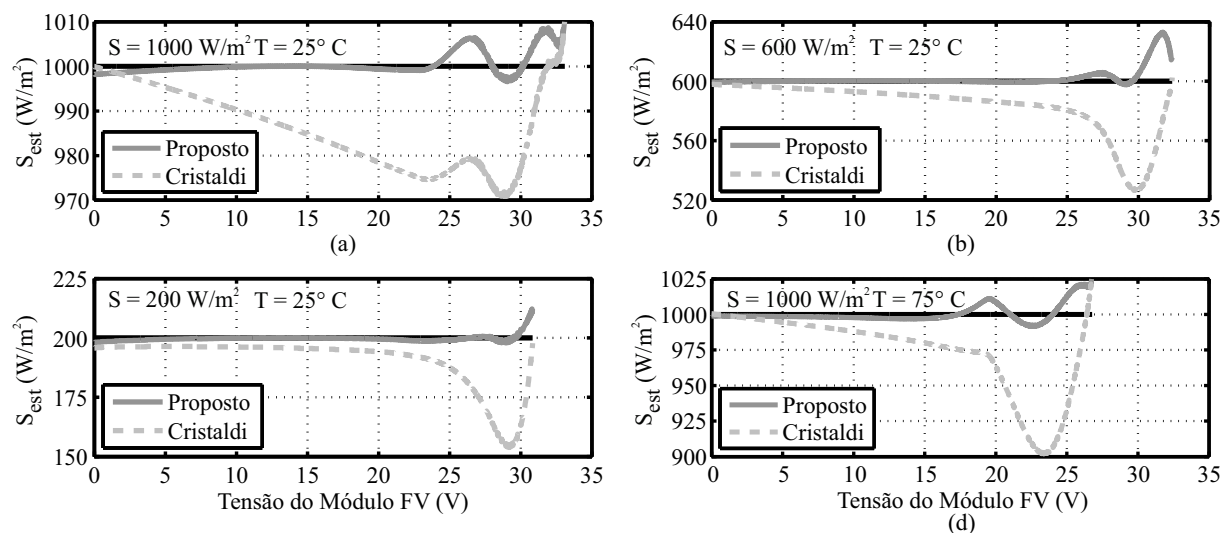 1010
1000
990
980
970
S_est (W/m²)
S = 1000 W/m² T = 25° C
Proposto
Cristaldi
0 5 10 15 20 25 30 35
(a)
640
600
560
520
S_est (W/m²)
S = 600 W/m² T = 25° C
Proposto
Cristaldi
0 5 10 15 20 25 30 35
(b)
225
200
175
150
S_est (W/m²)
S = 200 W/m² T = 25° C
Proposto
Cristaldi
0 5 10 15 20 25 30 35
Tensão do Módulo FV (V)
1025
1000
975
950
925
900
S_est (W/m²)
S = 1000 W/m² T = 75° C
Proposto
Cristaldi
0 5 10 15 20 25 30 35
Tensão do Módulo FV (V)
(d)